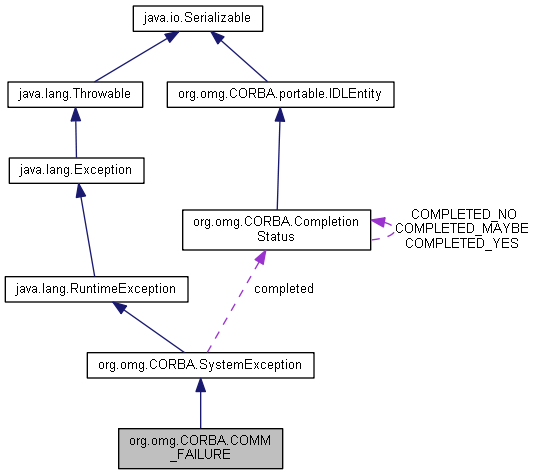 java.io.Serializable
java.lang.Throwable
org.omg.CORBA.portable.IDLEntity
java.lang.Exception
org.omg.CORBA.Completion
Status
COMPLETED_NO
COMPLETED_MAYBE
COMPLETED_YES
java.lang.RuntimeException
completed
org.omg.CORBA.SystemException
org.omg.CORBA.COMM
_FAILURE